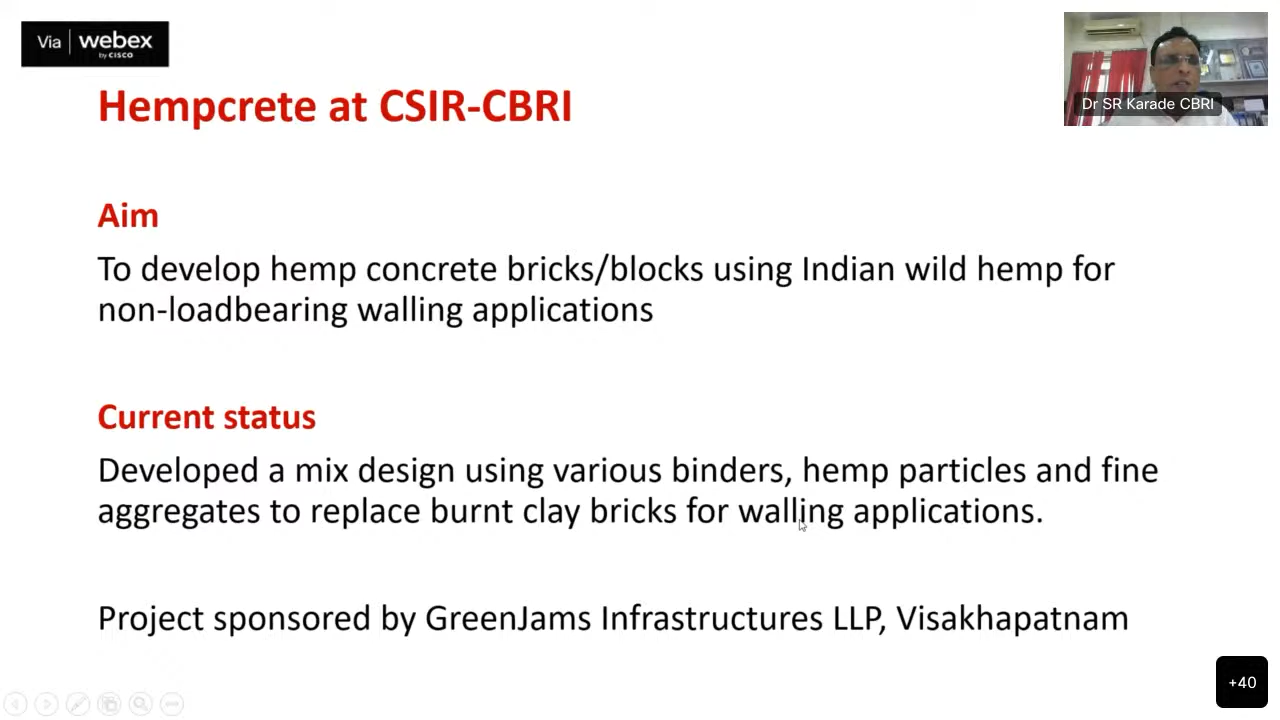 Via | webex
by CISCO
Dr SR Karade CBRI
Hempcrete at CSIR-CBRI
Aim
To develop hemp concrete bricks/blocks using Indian wild hemp for
non-loadbearing walling applications
Current status
Developed a mix design using various binders, hemp particles and fine
aggregates to replace burnt clay bricks for walling applications.
Project sponsored by GreenJams Infrastructures LLP, Visakhapatnam
+40